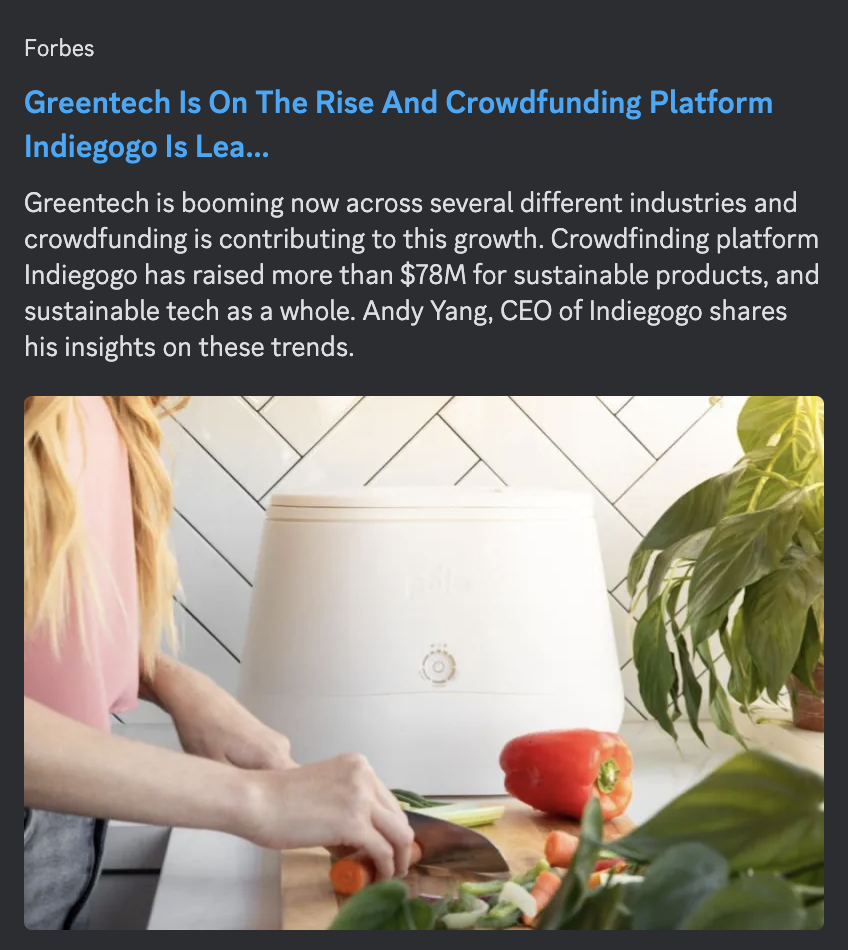 Forbes
Greentech Is On The Rise And Crowdfunding Platform
Indiegogo Is Lea...
Greentech is booming now across several different industries and
crowdfunding is contributing to this growth. Crowdfinding platform
Indiegogo has raised more than $78M for sustainable products, and
sustainable tech as a whole. Andy Yang, CEO of Indiegogo shares
his insights on these trends.